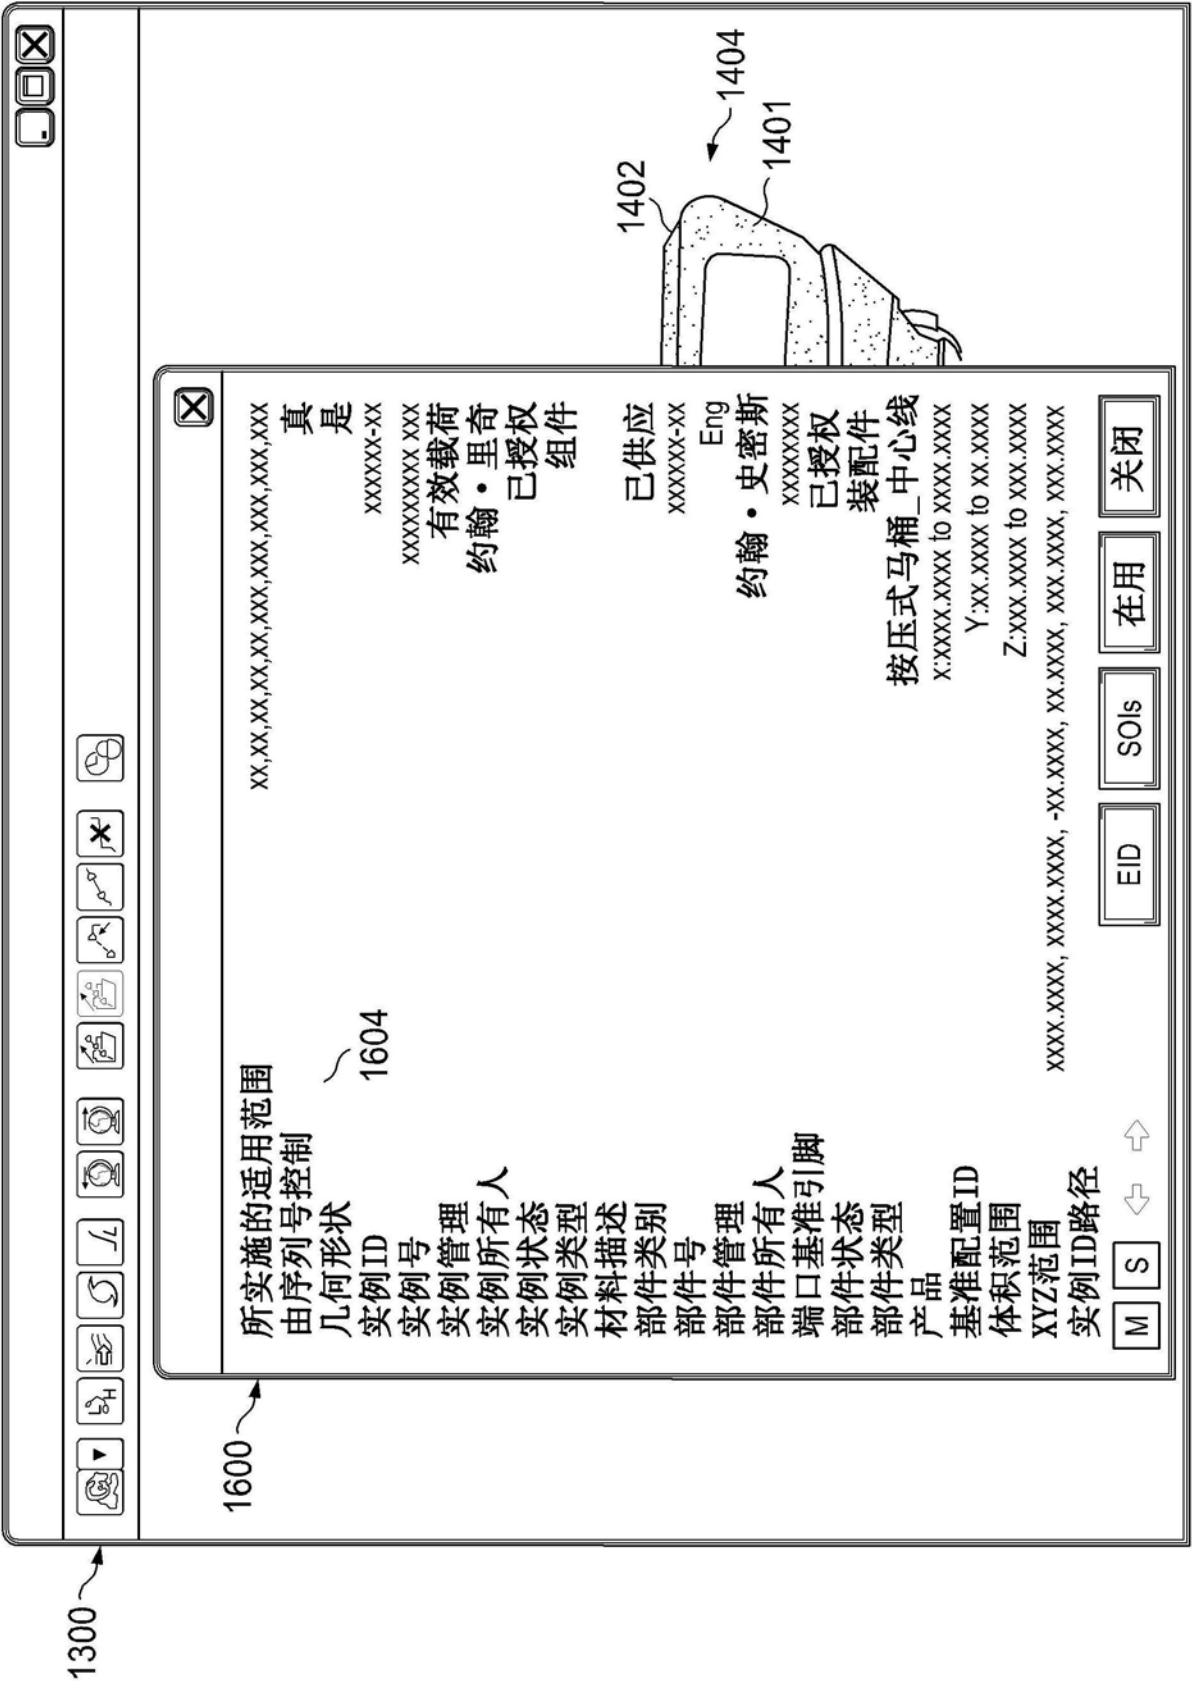 1300
1600
所实施的适用范围 xx,xx,xx,xx,xx,xxx,xxx,xxx,xxx,xxx
由序列号控制 真
几何形状 是
1604
实例ID xxxxxxx-xx
实例号 xxxxxxxxxx xxx
实例管理 有效载荷
实例所有人 约翰·里奇
实例状态 已授权
实例类型 组件
材料描述
部件类别 已供应
部件号 xxxxxxx-xx
部件管理 Eng
部件所有人 约翰·史密斯
端口基准引脚 xxxxxxxxx
部件状态 已授权
部件类型 装配件
产品 按压式马桶_中心线
基准配置ID x:xxxx.xxxx to xxxx.xxxx
体积范围 Y:xx.xxxx to xx.xxxx
XYZ范围 Z:xxx.xxxx to xxx.xxxx
实例ID路径 xxxx.xxxx, xxxx.xxxx, -xx.xxxx, xx.xxxx, xxx.xxxx, xxx.xxxx
M
S
EID
SOIs
在用
关闭
1402
1404
1401